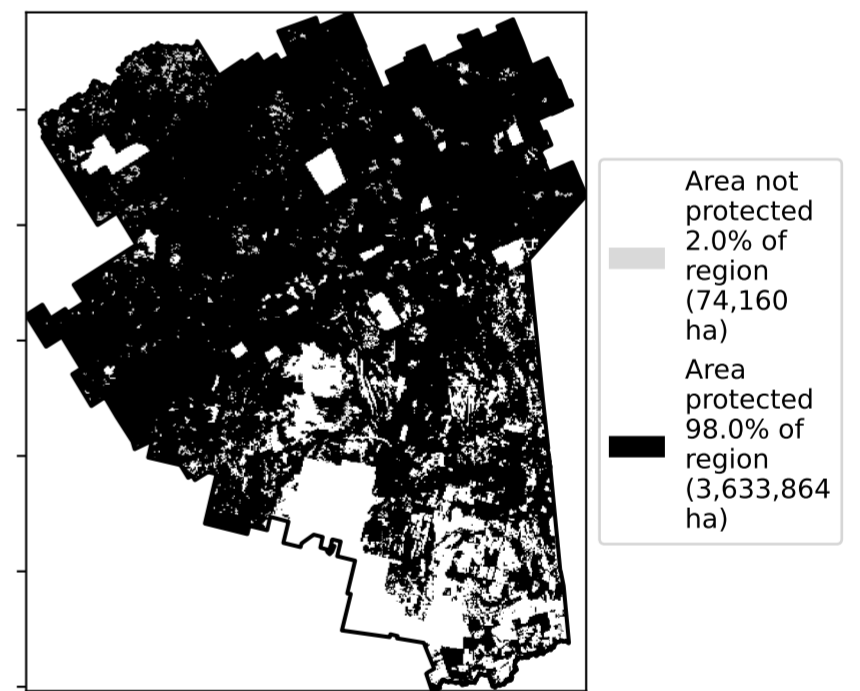 Area not
protected
2.0% of
region
(74,160
ha)
Area
protected
98.0% of
region
(3,633,864
ha)